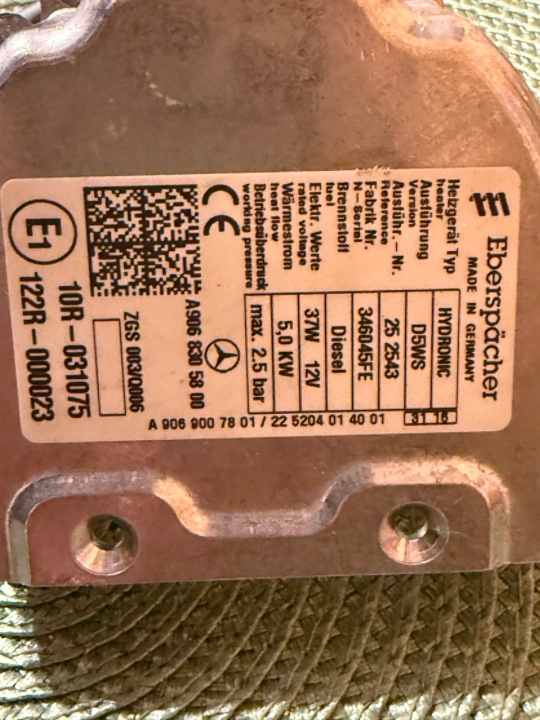 Eberspächer
MADE IN GERMANY
Heizgerät Typ
heater
HYDRONIC
Ausführung
Version
D5WS
Ausführ.-Nr.
Reference
25 2543
Fabrik Nr.
N-Serial
346045FE
Brennstoff
fuel
Diesel
Elektr. Werte
rated voltage
37W 12V
Wärmestrom
heat flow
5,0 KW
Betriebsüberdruck
working pressure
max. 2.5 bar
31 16
CE
A906 830 58 00
ZGS 003/Q006
E1
10R-031075
122R-000023
A 906 900 78 01 / 22 5204 01 40 01